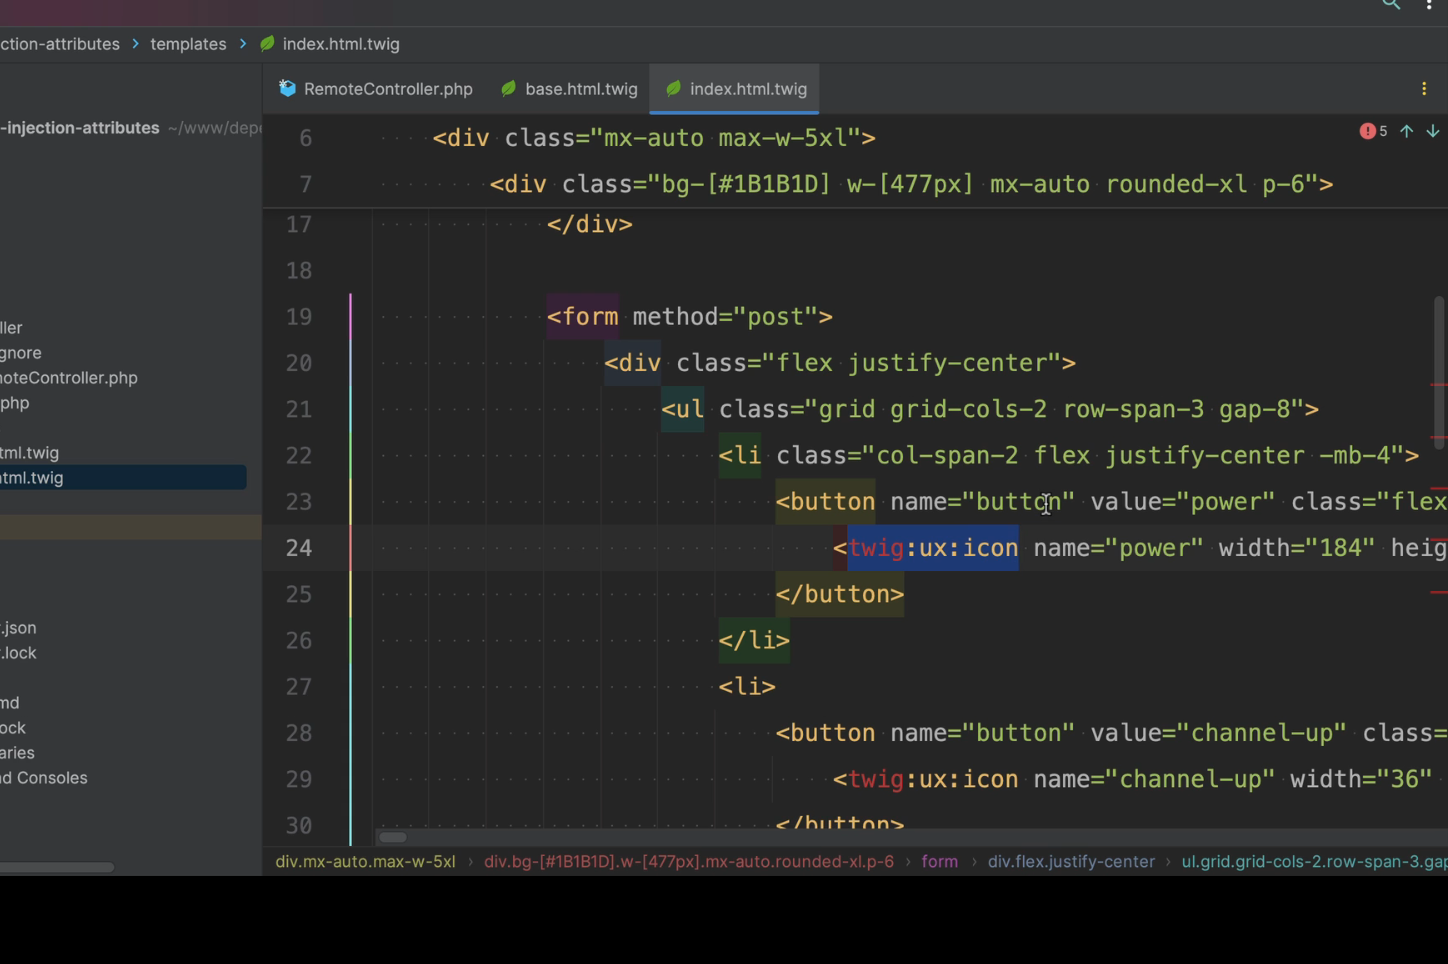 ction-attributes > templates > index.html.twig
RemoteController.php base.html.twig index.html.twig
-injection-attributes ~/www/depe
ller
gnore
noteController.php
.php
tml.twig
html.twig
.json
.lock
md
ock
aries
nd Consoles
5
6 <div class="mx-auto max-w-5xl">
7 <div class="bg-[#1B1B1D] w-[477px] mx-auto rounded-xl p-6">
17 </div>
18
19 <form method="post">
20 <div class="flex justify-center">
21 <ul class="grid grid-cols-2 row-span-3 gap-8">
22 <li class="col-span-2 flex justify-center -mb-4">
23 <button name="button" value="power" class="flex
24 <twig:ux:icon name="power" width="184" heig
25 </button>
26 </li>
27 <li>
28 <button name="button" value="channel-up" class=
29 <twig:ux:icon name="channel-up" width="36"
30 </button>
div.mx-auto.max-w-5xl > div.bg-[#1B1B1D].w-[477px].mx-auto.rounded-xl.p-6 > form > div.flex.justify-center > ul.grid.grid-cols-2.row-span-3.gap